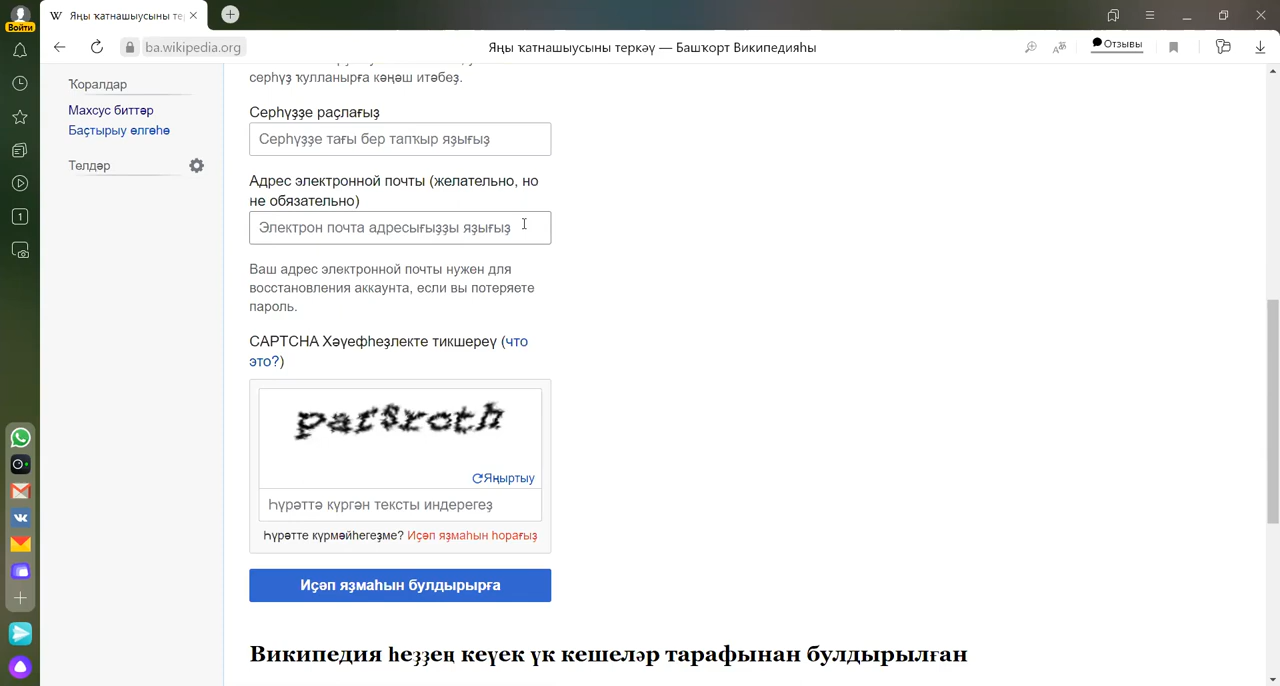 Яңы ҡатнашыусыны тер
Войти
ba.wikipedia.org
Яңы ҡатнашыусыны теркәү — Башҡорт Википедияһы
Отзывы
Ҡоралдар
Махсус биттәр
Баҫтырыу өлгөһө
Телдәр
серһүҙ ҡулланырға кәңәш итәбеҙ.
Серһүҙҙе раҫлағыҙ
Серһүҙҙе тағы бер тапҡыр яҙығыҙ
Адрес электронной почты (желательно, но
не обязательно)
Электрон почта адресығыҙҙы яҙығыҙ
Ваш адрес электронной почты нужен для
восстановления аккаунта, если вы потеряете
пароль.
CAPTCHA Хәүефһеҙлекте тикшереү (что
это?)
parsroth
Яңыртыу
Һүрәттә күргән тексты индерегеҙ
Һүрәтте күрмәйһегеҙме? Иҫәп яҙмаһын һорағыҙ
Иҫәп яҙмаһын булдырырға
Википедия һеҙҙең кеүек үк кешеләр тарафынан булдырылған